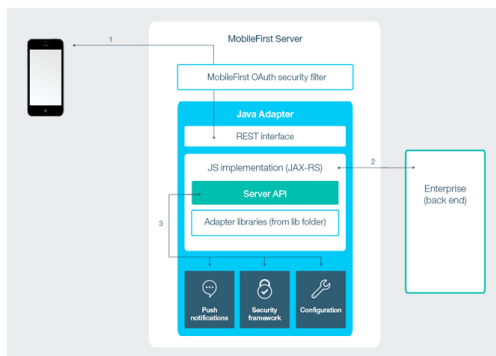 1
MobileFirst Server
MobileFirst OAuth security filter
Java Adapter
REST interface
JS implementation (JAX-RS)
2
Server API
Enterprise
(back end)
Adapter libraries (from lib folder)
3
Push
notifications
Security
framework
Configuration